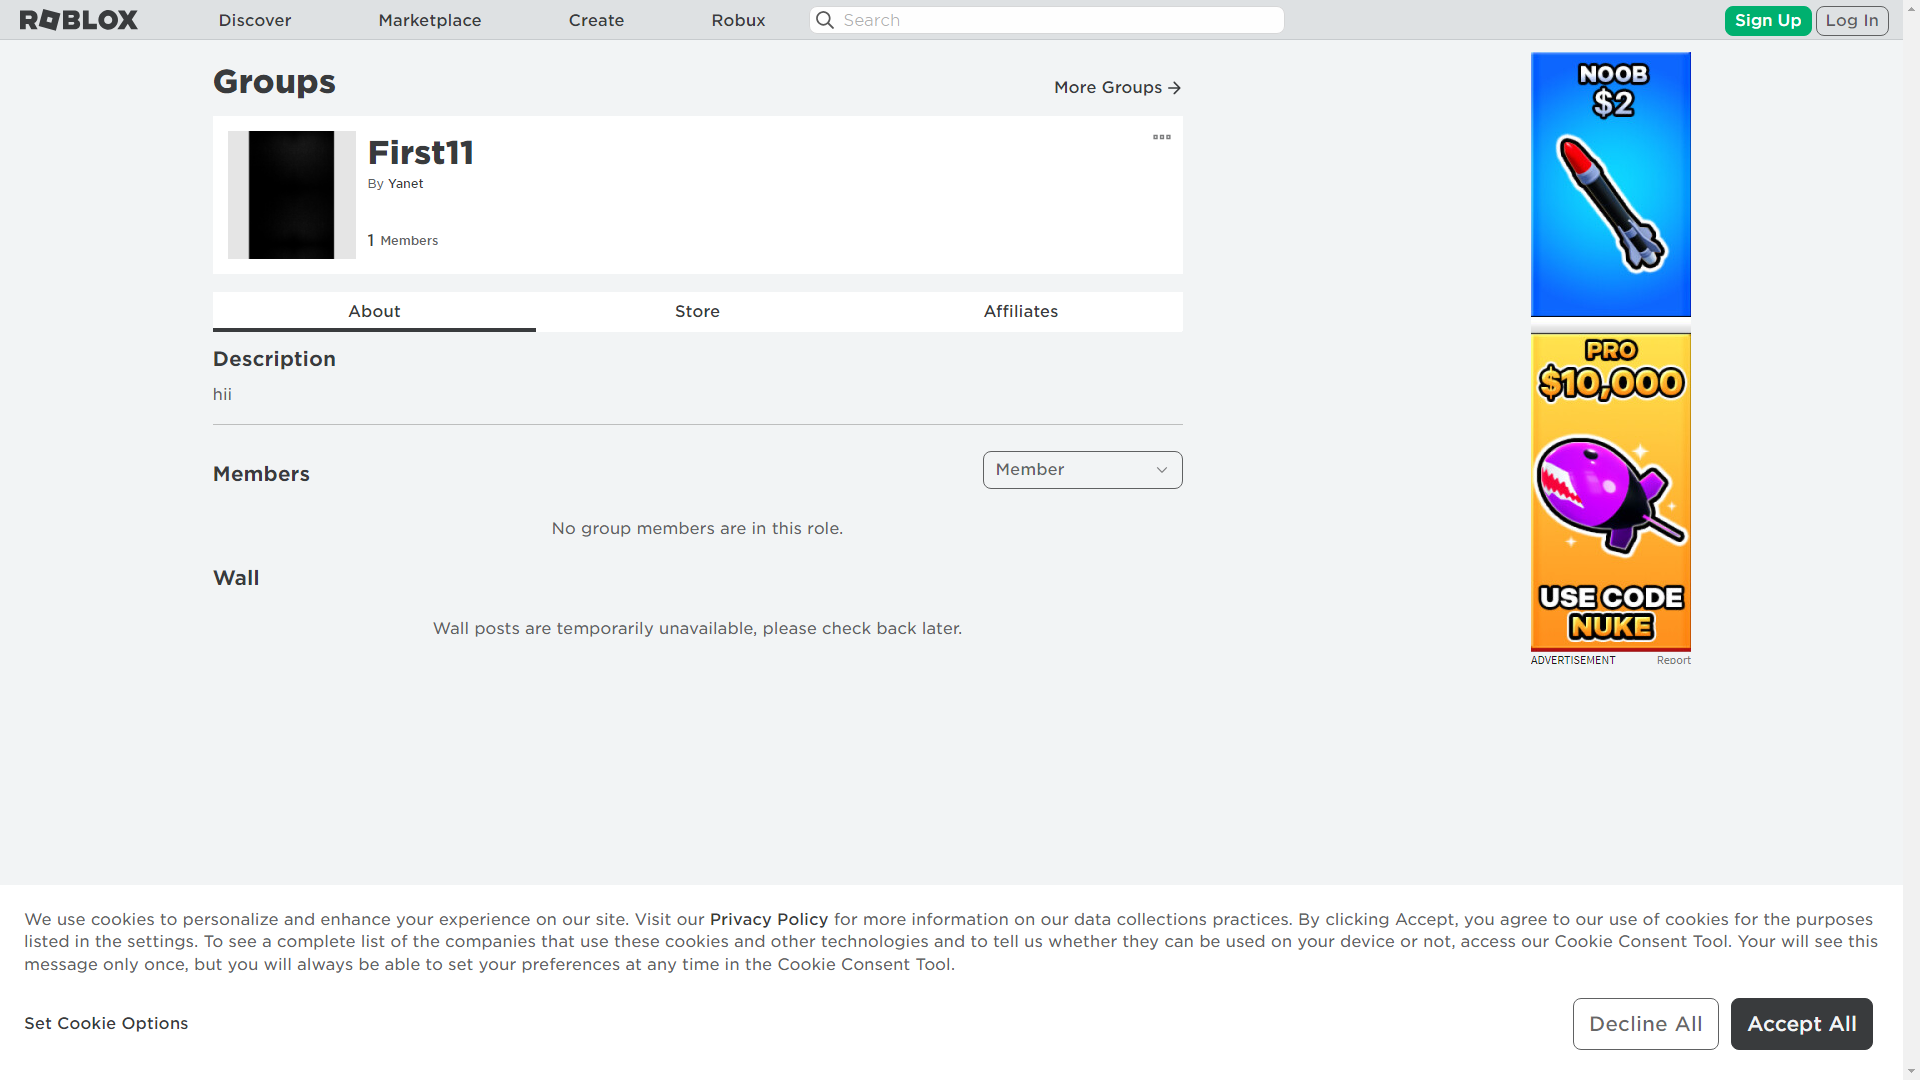 ROBLOX
Discover
Marketplace
Create
Robux
Search
Sign Up
Log In
Groups
More Groups
First11
By Yanet
1 Members
About
Store
Affiliates
Description
hii
Members
Member
No group members are in this role.
Wall
Wall posts are temporarily unavailable, please check back later.
NOOB
$2
PRO
$10,000
USE CODE
NUKE
ADVERTISEMENT
Report
We use cookies to personalize and enhance your experience on our site. Visit our Privacy Policy for more information on our data collections practices. By clicking Accept, you agree to our use of cookies for the purposes
listed in the settings. To see a complete list of the companies that use these cookies and other technologies and to tell us whether they can be used on your device or not, access our Cookie Consent Tool. Your will see this
message only once, but you will always be able to set your preferences at any time in the Cookie Consent Tool.
Set Cookie Options
Decline All
Accept All